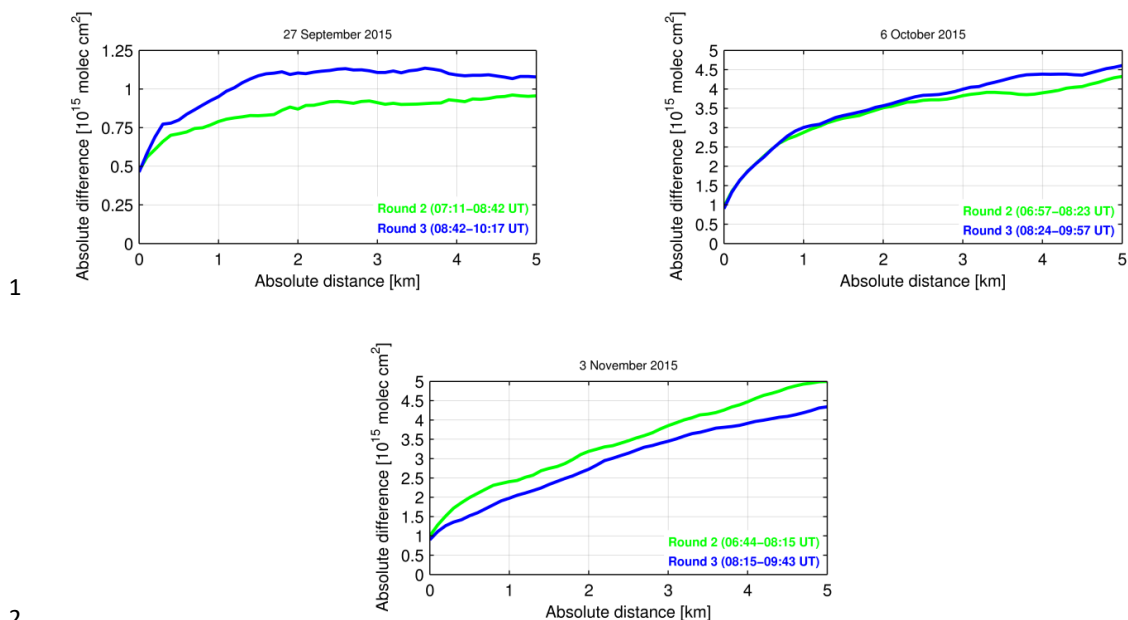 27 September 2015
Absolute difference [10^15 molec cm^2]
1.25
1
0.75
0.5
0.25
0
Round 2 (07:11−08:42 UT)
Round 3 (08:42−10:17 UT)
0 1 2 3 4 5
Absolute distance [km]
6 October 2015
Absolute difference [10^15 molec cm^2]
5
4.5
4
3.5
3
2.5
2
1.5
1
0.5
0
Round 2 (06:57−08:23 UT)
Round 3 (08:24−09:57 UT)
0 1 2 3 4 5
Absolute distance [km]
1
3 November 2015
Absolute difference [10^15 molec cm^2]
5
4.5
4
3.5
3
2.5
2
1.5
1
0.5
0
Round 2 (06:44−08:15 UT)
Round 3 (08:15−09:43 UT)
0 1 2 3 4 5
Absolute distance [km]
2